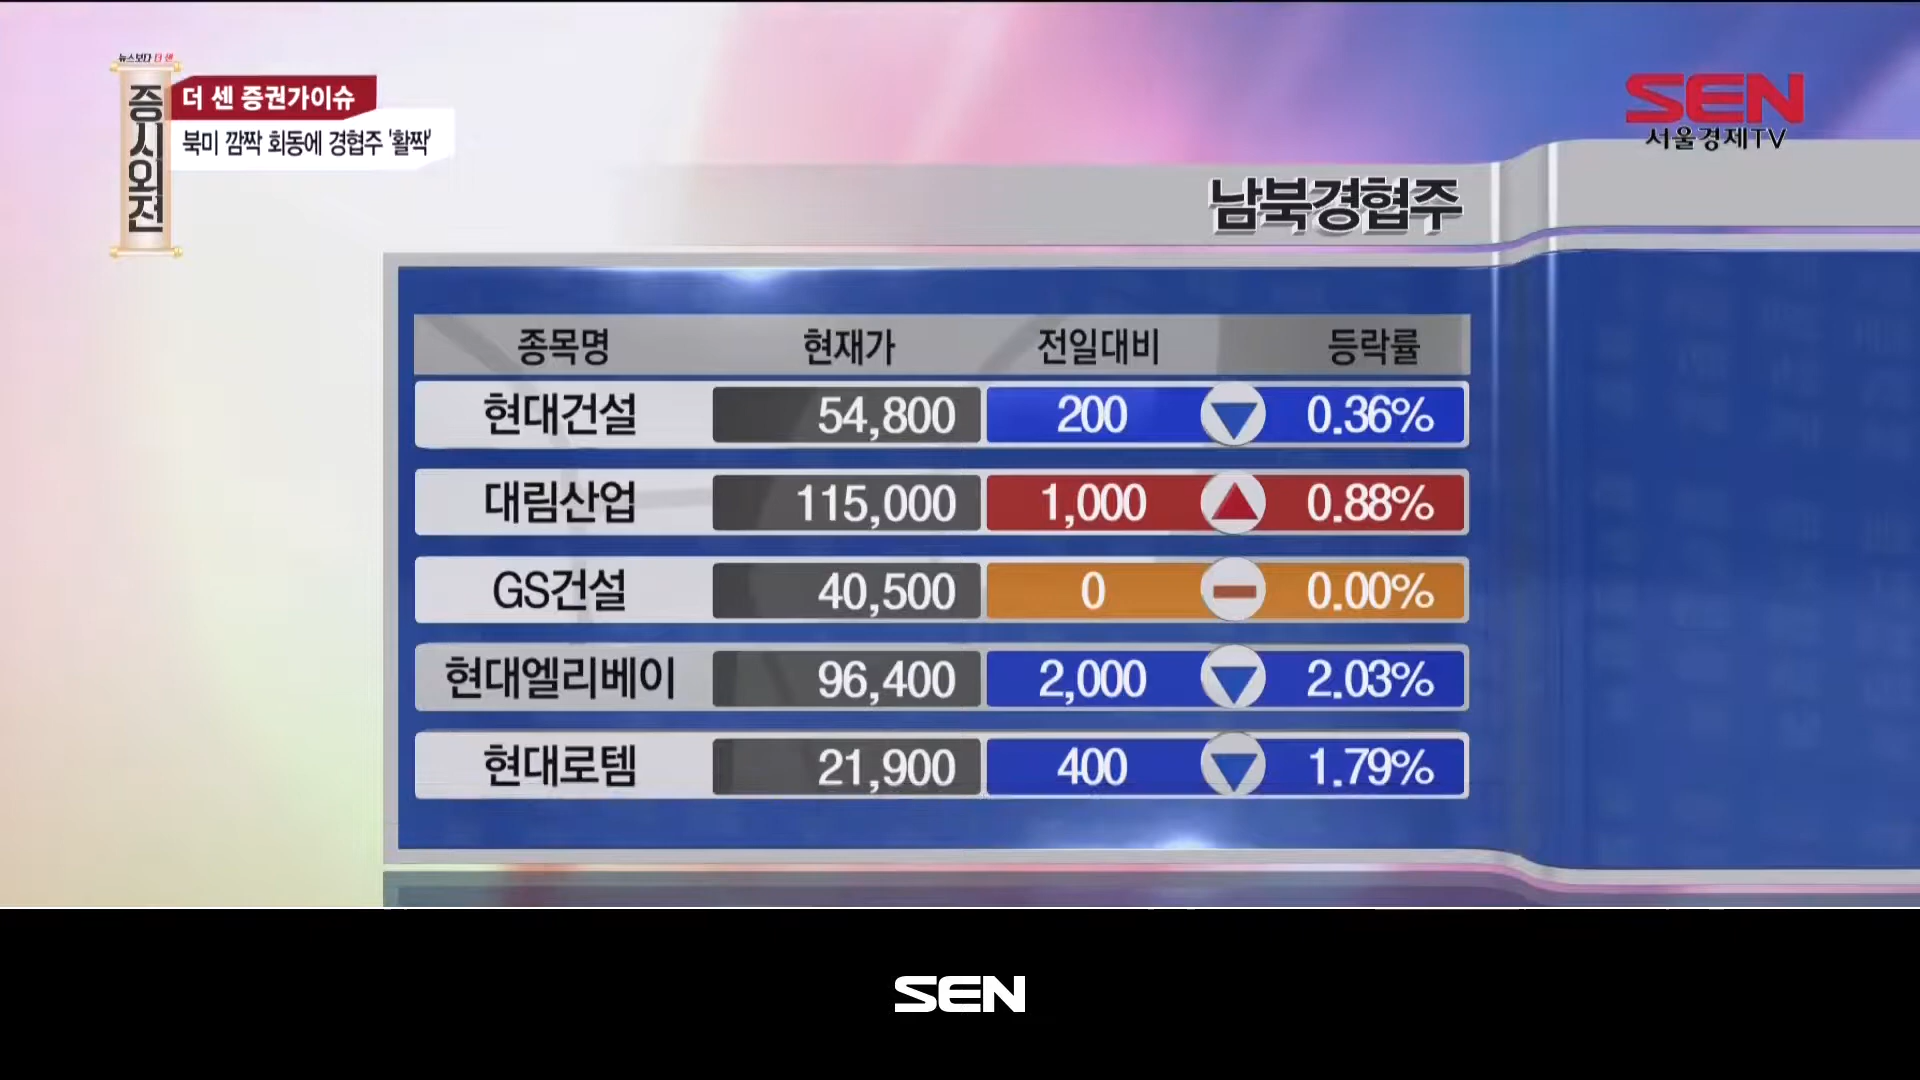 뉴스보다 더 센
증시외전
더 센 증권가이슈
북미 깜짝 회동에 경협주 '활짝'
SEN
서울경제TV
남북경협주
종목명 현재가 전일대비 등락률
현대건설 54,800 200 ▼ 0.36%
대림산업 115,000 1,000 ▲ 0.88%
GS건설 40,500 0 - 0.00%
현대엘리베이 96,400 2,000 ▼ 2.03%
현대로템 21,900 400 ▼ 1.79%
SEN